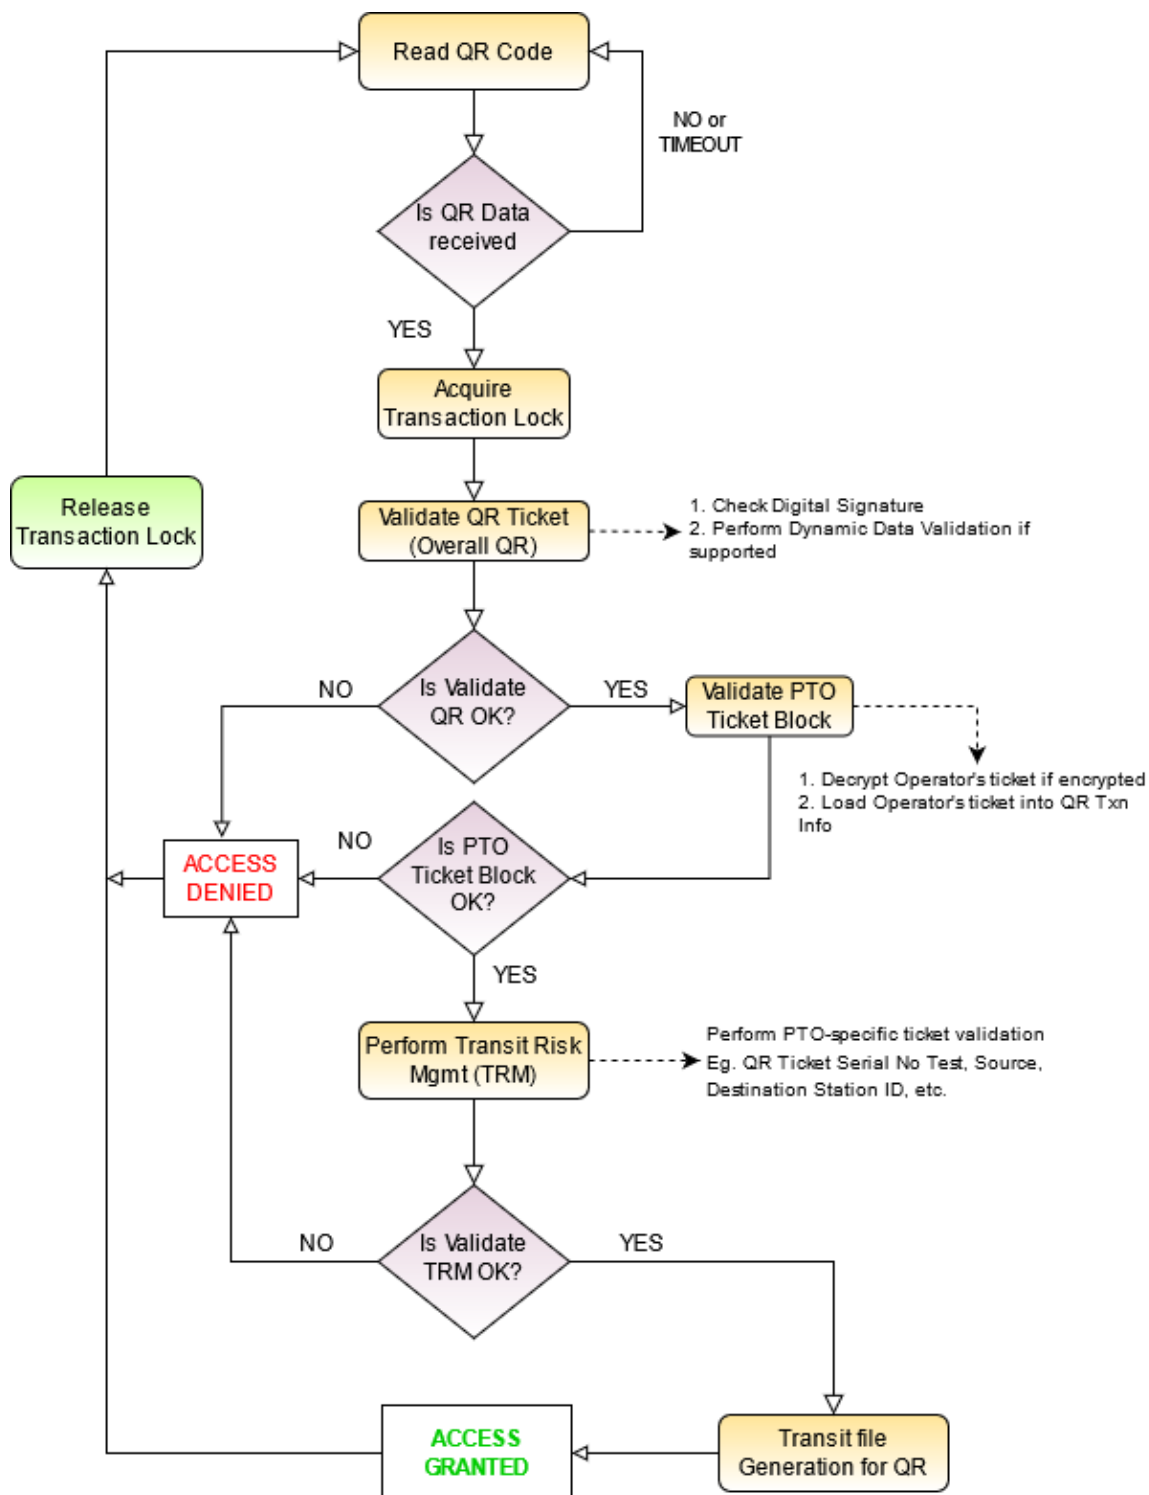 Read QR Code
NO or
TIMEOUT
Is QR Data
received
YES
Acquire
Transaction Lock
Release
Transaction Lock
Validate QR Ticket
(Overall QR)
1. Check Digital Signature
2. Perform Dynamic Data Validation if
supported
NO
Is Validate
QR OK?
YES
Validate PTO
Ticket Block
1. Decrypt Operator's ticket if encrypted
2. Load Operator's ticket into QR Txn
Info
ACCESS
DENIED
NO
Is PTO
Ticket Block
OK?
YES
Perform Transit Risk
Mgmt (TRM)
Perform PTO-specific ticket validation
Eg. QR Ticket Serial No Test, Source,
Destination Station ID, etc.
NO
Is Validate
TRM OK?
YES
ACCESS
GRANTED
Transit file
Generation for QR